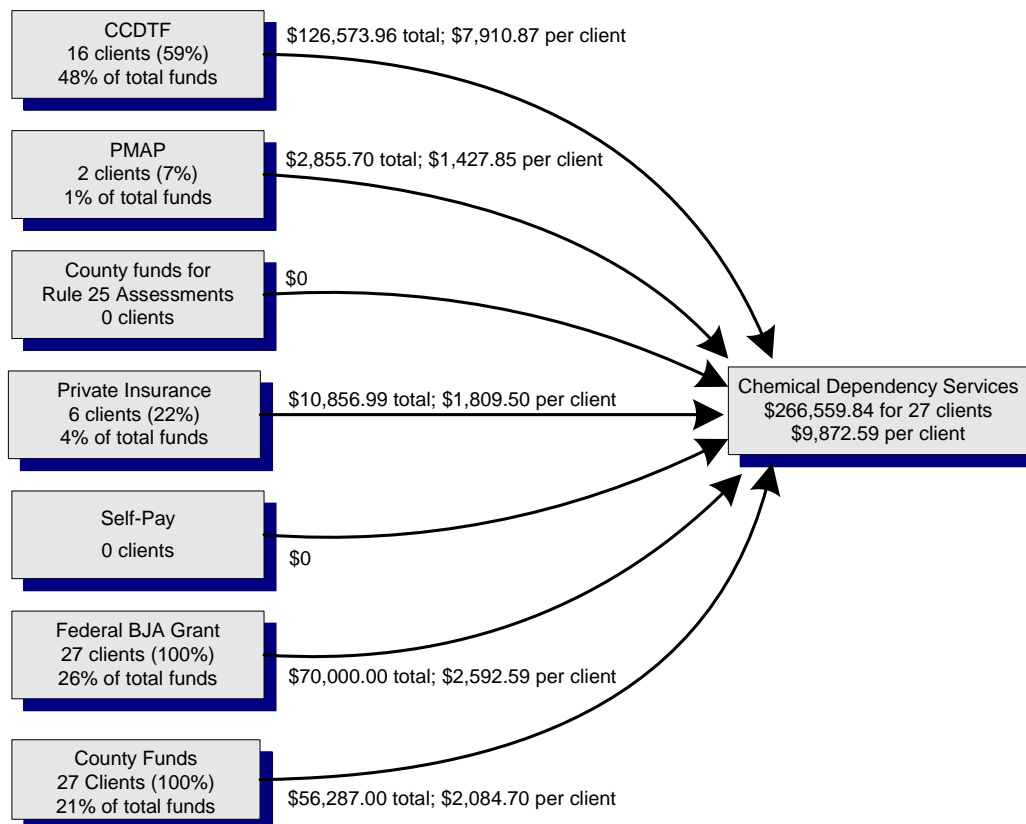 CCDTF
16 clients (59%)
48% of total funds
$126,573.96 total; $7,910.87 per client
PMAP
2 clients (7%)
1% of total funds
$2,855.70 total; $1,427.85 per client
County funds for
Rule 25 Assessments
0 clients
$0
Private Insurance
6 clients (22%)
4% of total funds
$10,856.99 total; $1,809.50 per client
Chemical Dependency Services
$266,559.84 for 27 clients
$9,872.59 per client
Self-Pay
0 clients
$0
Federal BJA Grant
27 clients (100%)
26% of total funds
$70,000.00 total; $2,592.59 per client
County Funds
27 Clients (100%)
21% of total funds
$56,287.00 total; $2,084.70 per client